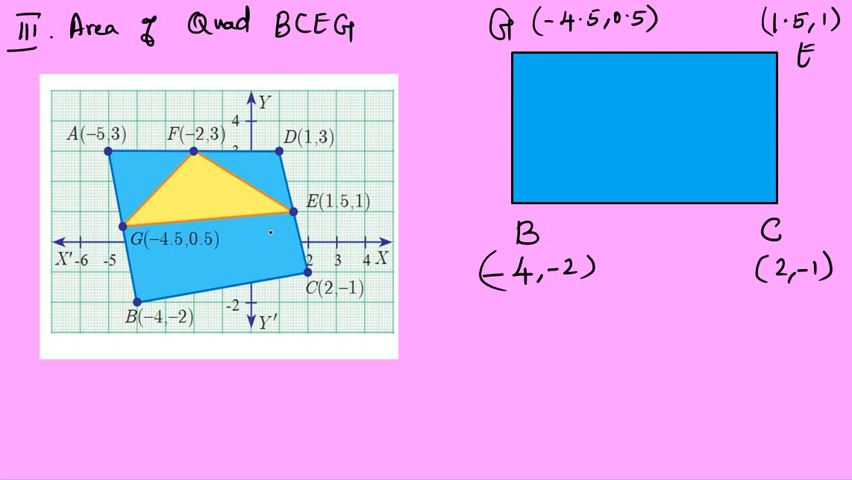 III. Area of Quad BCEG
G (-4.5,0.5) (1.5,1)
E
Y
4
A(−5,3) F(−2,3) D(1,3)
E(1.5,1)
G(−4.5,0.5)
X' -6 -5 2 3 4 X
C(2,−1)
-2
B(−4,−2) Y'
B C
(-4,-2) (2,-1)